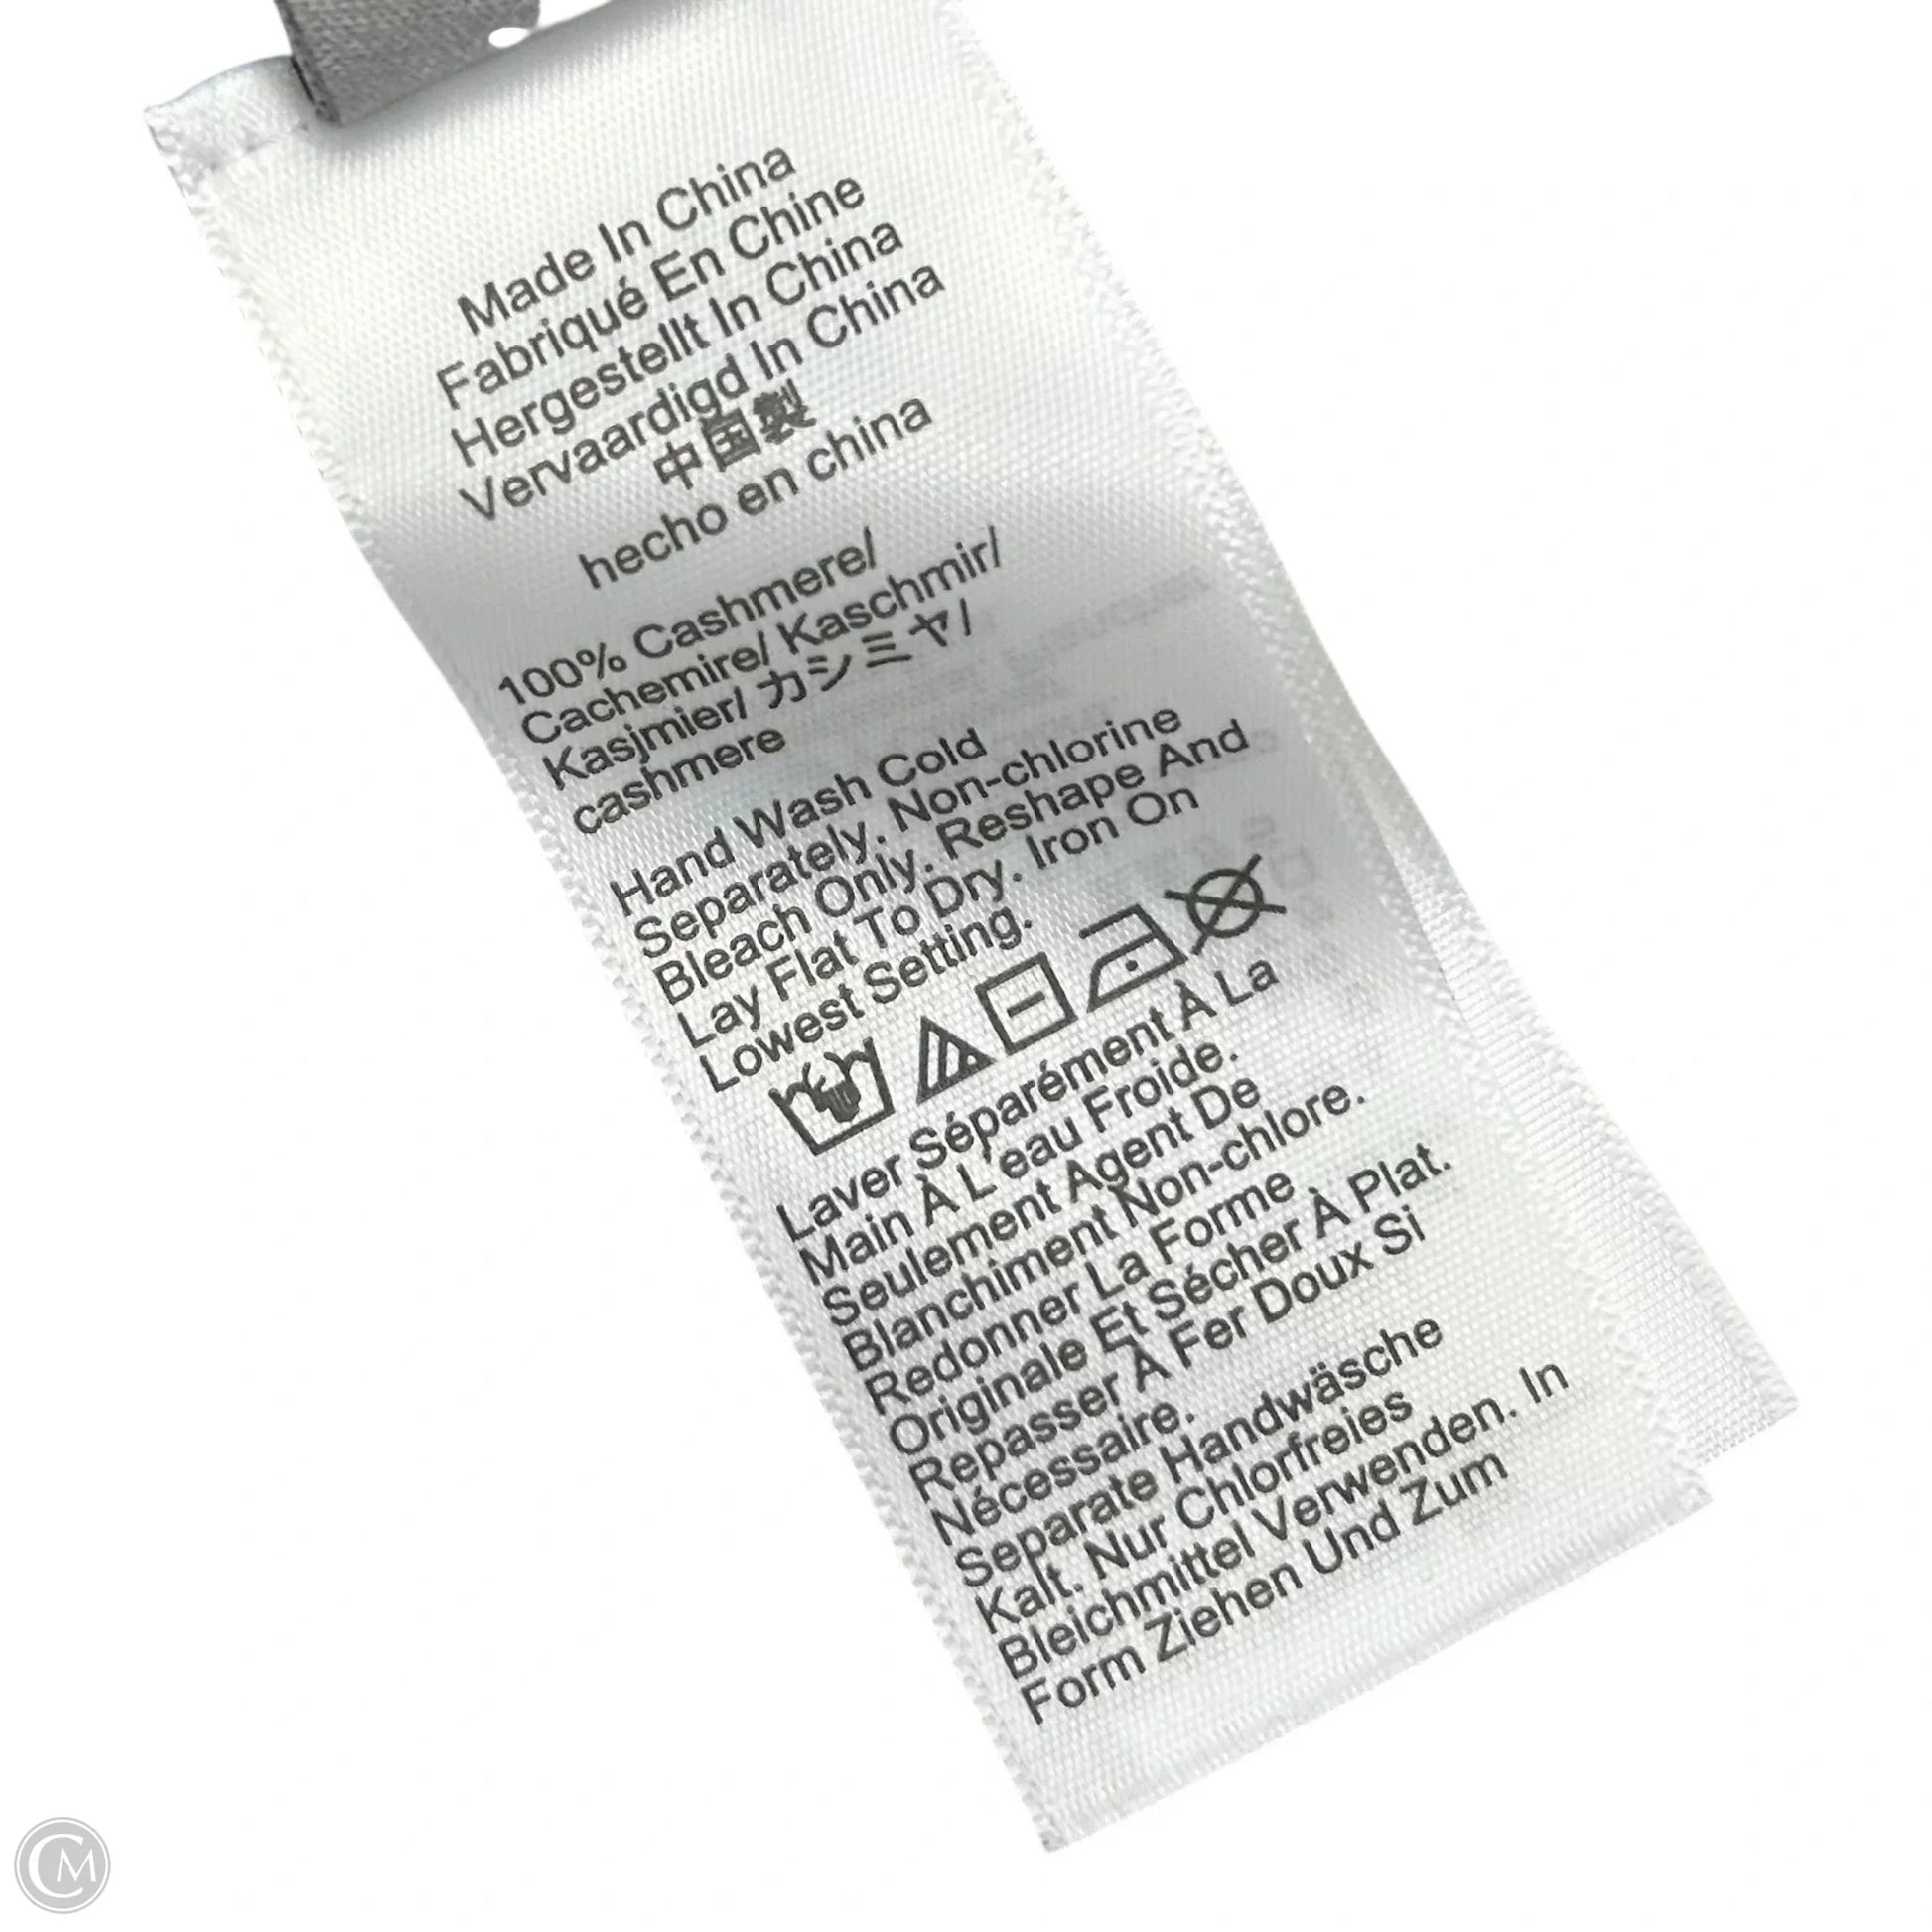 Made In China
Fabriqué En Chine
Hergestellt In China
Vervaardigd In China
中国製
hecho en china
100% Cashmere/
Cachemire/ Kaschmir/
Kasjmier/ カシミヤ/
cashmere
Hand Wash Cold
Separately. Non-chlorine
Bleach Only. Reshape And
Lay Flat To Dry. Iron On
Lowest Setting.
Laver Séparément À La
Main À L'eau Froide.
Seulement Agent De
Blanchiment Non-chlore.
Redonner La Forme
Originale Et Sécher À Plat.
Repasser À Fer Doux Si
Nécessaire.
Separate Handwäsche
Kalt. Nur Chlorfreies
Bleichmittel Verwenden. In
Form Ziehen Und Zum
CM